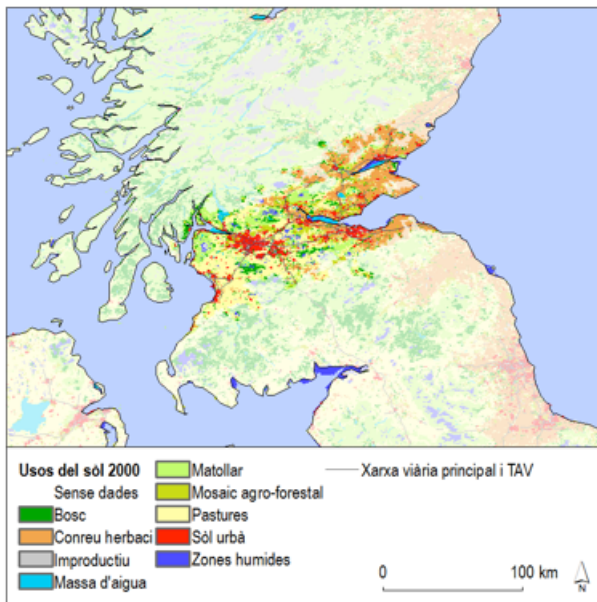 Usos del sòl 2000
Sense dades
Bosc
Conreu herbaci
Improductiu
Massa d'aigua
Matollar
Mosaic agro-forestal
Pastures
Sòl urbà
Zones humides
Xarxa viària principal i TAV
0 100 km
N